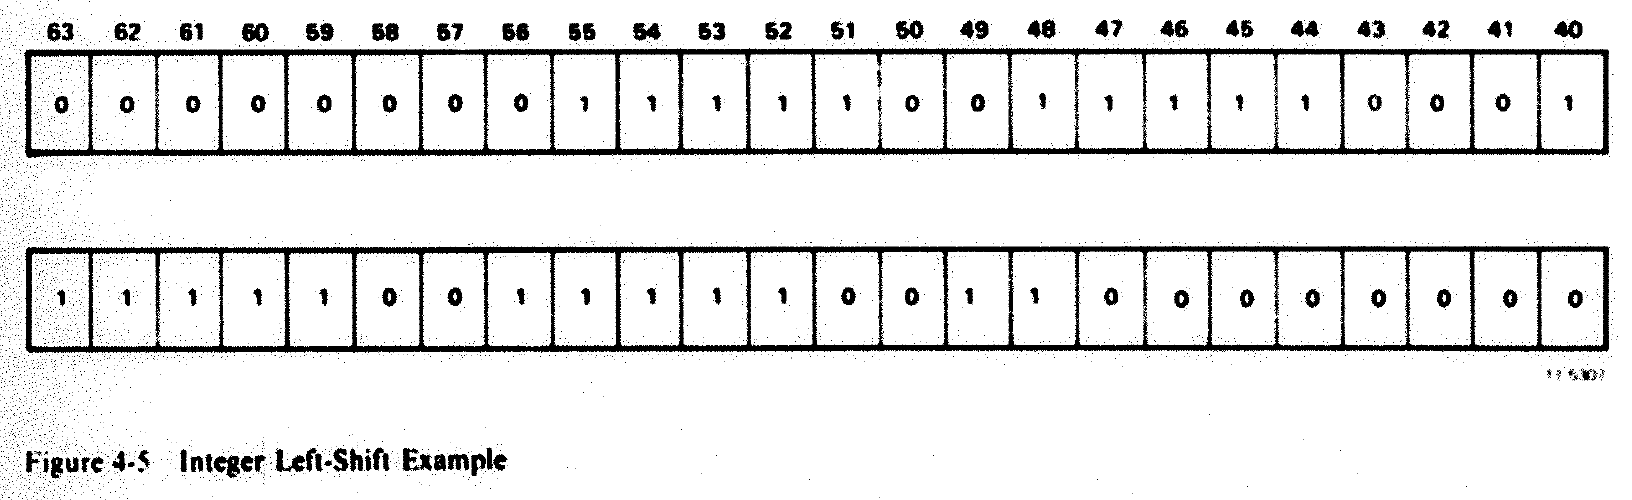 63 62 61 60 59 58 57 56 55 54 53 52 51 50 49 48 47 46 45 44 43 42 41 40
0 0 0 0 0 0 0 0 1 1 1 1 1 0 0 1 1 1 1 1 0 0 0 1
1 1 1 1 1 0 0 1 1 1 1 1 0 0 1 1 0 0 0 0 0 0 0 0
Figure 4-5 Integer Left-Shift Example